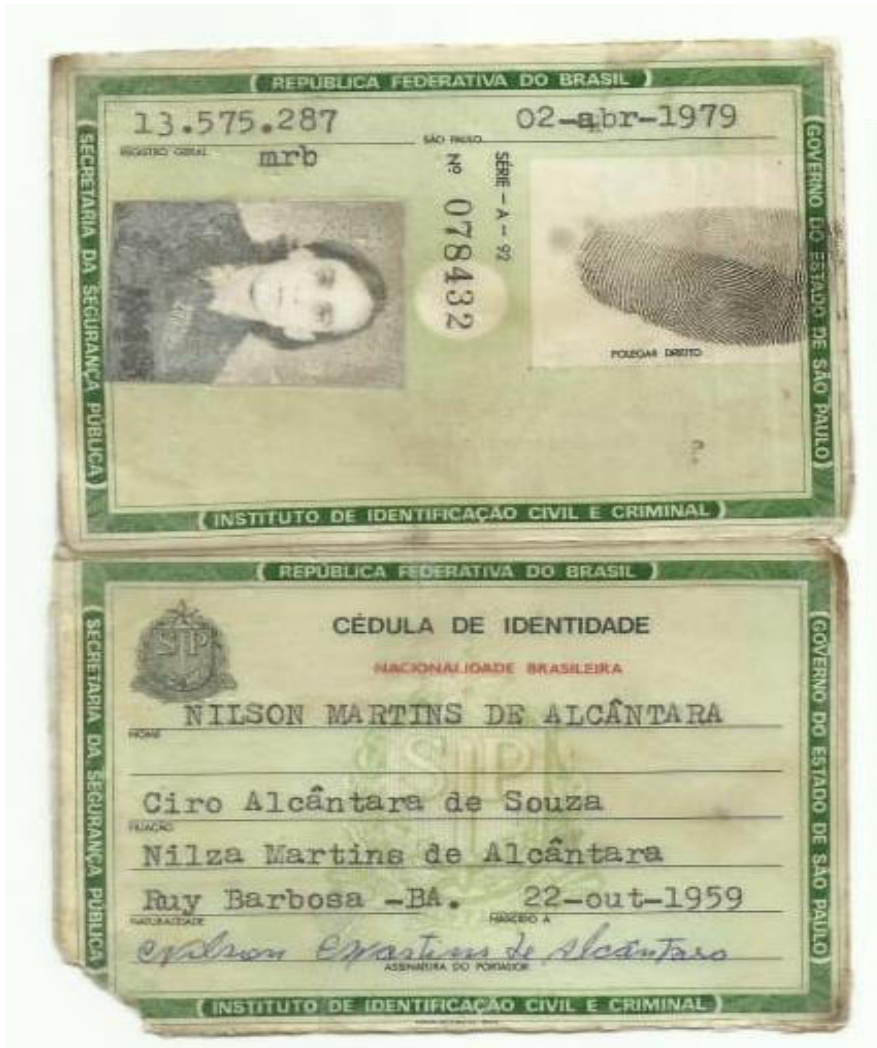 ( REPÚBLICA FEDERATIVA DO BRASIL )
13.575.287
SÃO PAULO
02-abr-1979
REGISTRO GERAL
mrb
SÉRIE - A - 92
Nº 078432
POLEGAR DIREITO
( SECRETARIA DA SEGURANÇA PÚBLICA )
( GOVERNO DO ESTADO DE SÃO PAULO )
( INSTITUTO DE IDENTIFICAÇÃO CIVIL E CRIMINAL )
( REPÚBLICA FEDERATIVA DO BRASIL )
CÉDULA DE IDENTIDADE
NACIONALIDADE BRASILEIRA
NILSON MARTINS DE ALCÂNTARA
NOME
Ciro Alcântara de Souza
FILIAÇÃO
Nilza Martins de Alcântara
Ruy Barbosa -BA. 22-out-1959
NATURALIDADE NASCIDO A
Nilson Martins de Alcântara
ASSINATURA DO PORTADOR
( SECRETARIA DA SEGURANÇA PÚBLICA )
( GOVERNO DO ESTADO DE SÃO PAULO )
( INSTITUTO DE IDENTIFICAÇÃO CIVIL E CRIMINAL )